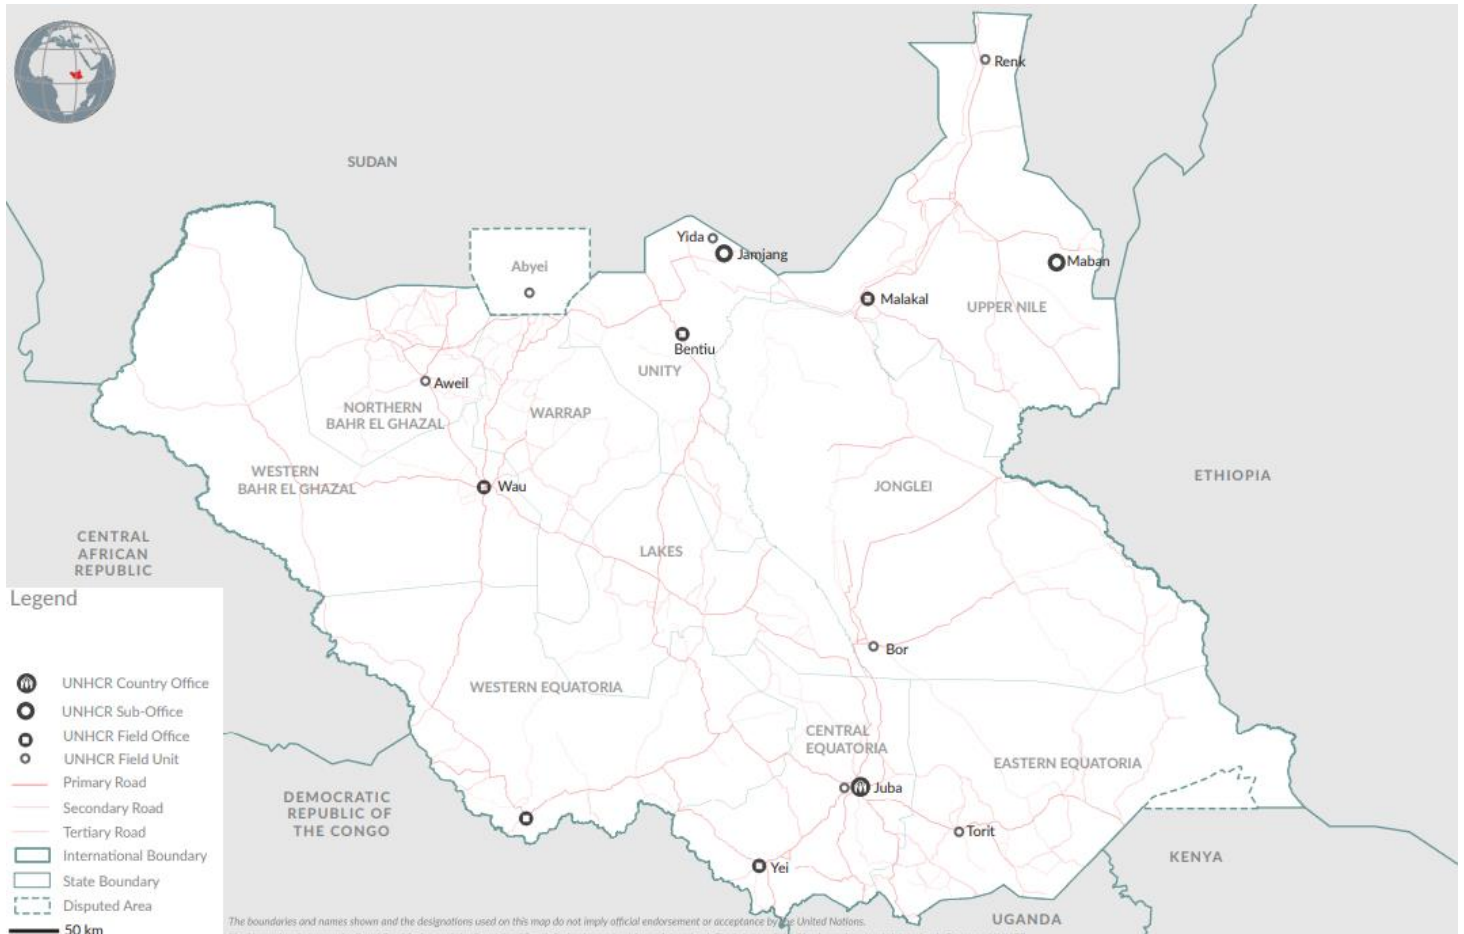 Renk
SUDAN
Yida
Jamjang
Abyei
Maban
Malakal
UPPER NILE
Bentiu
UNITY
Aweil
NORTHERN
BAHR EL GHAZAL
WARRAP
WESTERN
BAHR EL GHAZAL
Wau
JONGLEI
ETHIOPIA
CENTRAL
AFRICAN
REPUBLIC
LAKES
Bor
WESTERN EQUATORIA
CENTRAL
EQUATORIA
EASTERN EQUATORIA
Juba
DEMOCRATIC
REPUBLIC OF
THE CONGO
Torit
Yei
KENYA
UGANDA
Legend
UNHCR Country Office
UNHCR Sub-Office
UNHCR Field Office
UNHCR Field Unit
Primary Road
Secondary Road
Tertiary Road
International Boundary
State Boundary
Disputed Area
50 km
The boundaries and names shown and the designations used on this map do not imply official endorsement or acceptance by the United Nations.